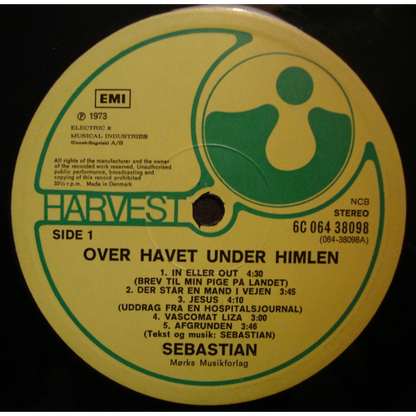 EMI
℗ 1973
ELECTRIC &
MUSICAL INDUSTRIES
Dansk-Engelsk A/S
All rights of the manufacturer and the owner
of the recorded work reserved. Unauthorised
public performance, broadcasting and
copying of this record prohibited
33⅓ r.p.m. Made in Denmark
HARVEST
NCB
STEREO
6C 064 38098
(064-38098A)
SIDE 1
OVER HAVET UNDER HIMLEN
1. IN ELLER OUT 4:30
(BREV TIL MIN PIGE PÅ LANDET)
2. DER STÅR EN MAND I VEJEN 3:45
3. JESUS 4:10
(UDDRAG FRA EN HOSPITALSJOURNAL)
4. VASCOMAT LIZA 3:00
5. AFGRUNDEN 3:46
(Tekst og musik: SEBASTIAN)
SEBASTIAN
Mørks Musikforlag